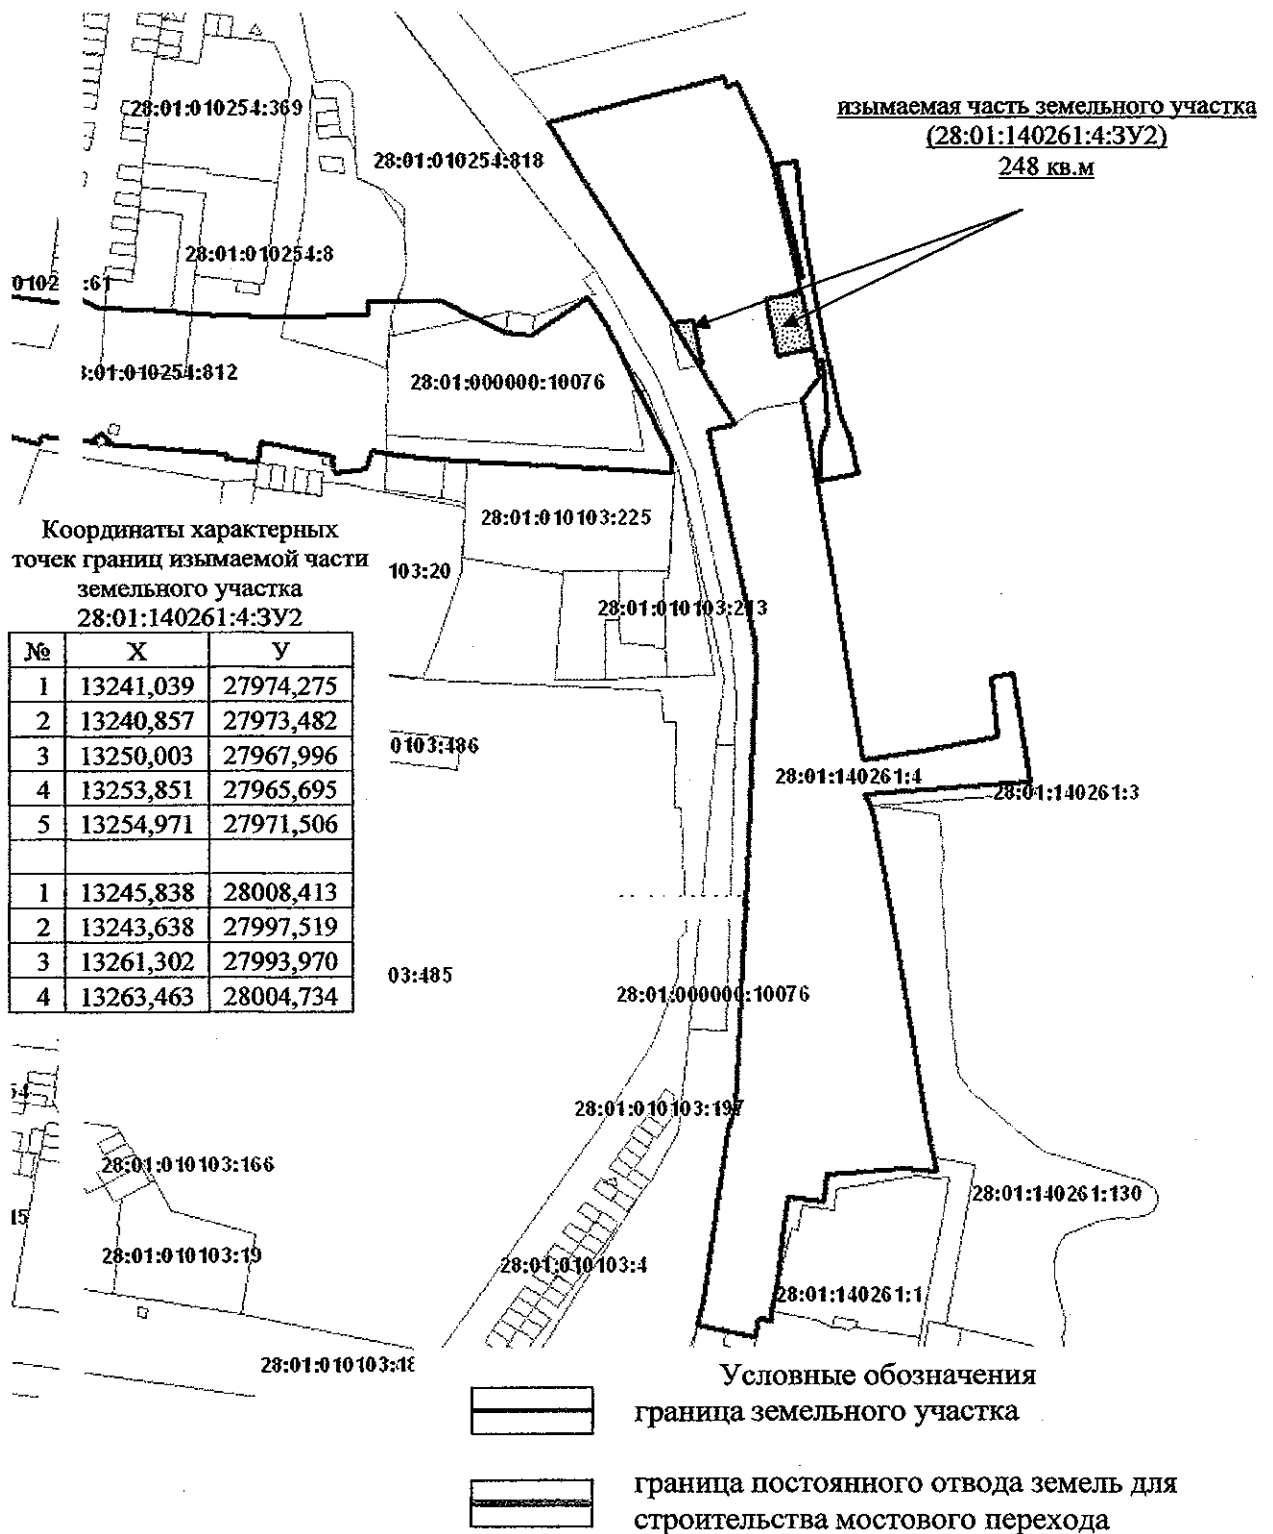 28:01:010254:369
изымаемая часть земельного участка
(28:01:140261:4:ЗУ2)
248 кв.м
28:01:010254:818
28:01:010254:8
:61
:01:010254:812
28:01:000000:10076
28:01:010103:225
Координаты характерных
точек границ изымаемой части
земельного участка
28:01:140261:4:ЗУ2
103:20
28:01:010103:213
№ X У
1 13241,039 27974,275
2 13240,857 27973,482
3 13250,003 27967,996
4 13253,851 27965,695
5 13254,971 27971,506
1 13245,838 28008,413
2 13243,638 27997,519
3 13261,302 27993,970
4 13263,463 28004,734
0103:486
28:01:140261:4
28:01:140261:3
03:485
28:01:000000:10076
28:01:010103:197
28:01:010103:166
28:01:140261:130
28:01:010103:19
28:01:010103:4
28:01:140261:1
28:01:010103:18
Условные обозначения
граница земельного участка
граница постоянного отвода земель для
строительства мостового перехода